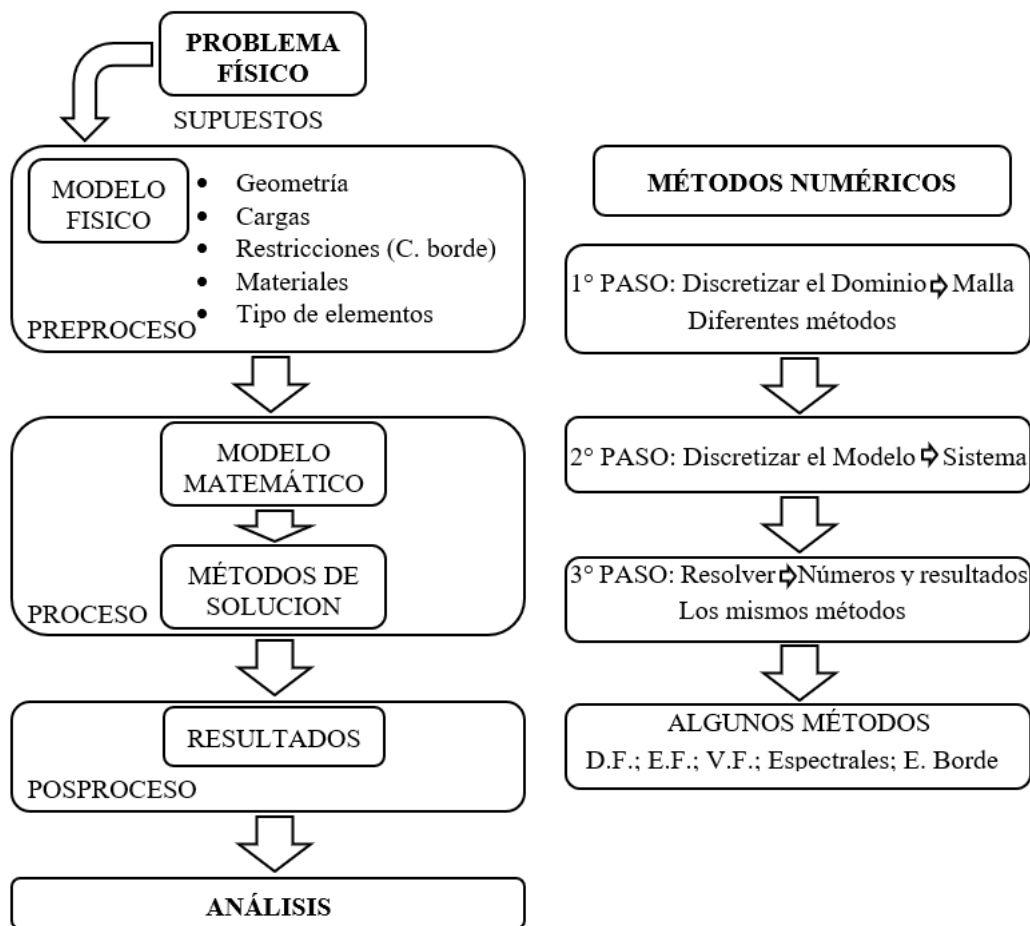 PROBLEMA
FÍSICO
SUPUESTOS
MODELO
FISICO
• Geometría
• Cargas
• Restricciones (C. borde)
• Materiales
• Tipo de elementos
PREPROCESO
MODELO
MATEMÁTICO
MÉTODOS DE
SOLUCION
PROCESO
RESULTADOS
POSPROCESO
ANÁLISIS
MÉTODOS NUMÉRICOS
1° PASO: Discretizar el Dominio ⇨ Malla
Diferentes métodos
2° PASO: Discretizar el Modelo ⇨ Sistema
3° PASO: Resolver ⇨ Números y resultados
Los mismos métodos
ALGUNOS MÉTODOS
D.F.; E.F.; V.F.; Espectrales; E. Borde